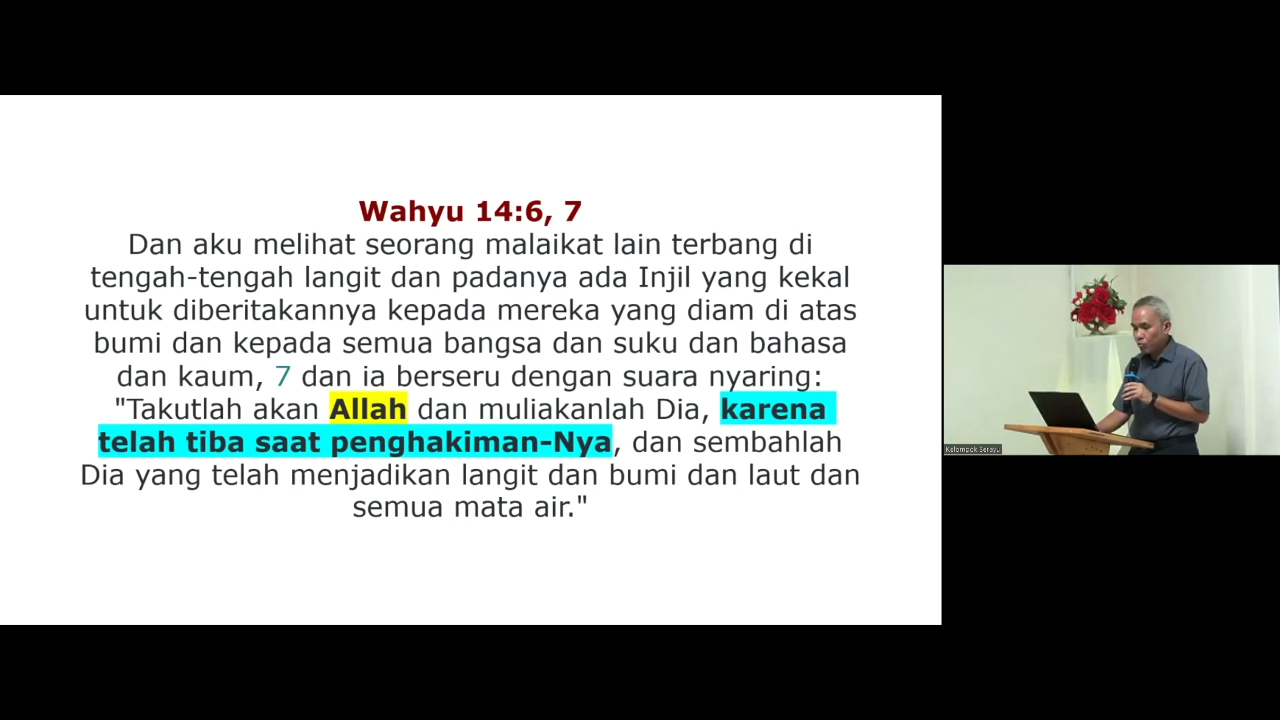 Wahyu 14:6, 7
Dan aku melihat seorang malaikat lain terbang di
tengah-tengah langit dan padanya ada Injil yang kekal
untuk diberitakannya kepada mereka yang diam di atas
bumi dan kepada semua bangsa dan suku dan bahasa
dan kaum, 7 dan ia berseru dengan suara nyaring:
"Takutlah akan Allah dan muliakanlah Dia, karena
telah tiba saat penghakiman-Nya, dan sembahlah
Dia yang telah menjadikan langit dan bumi dan laut dan
semua mata air."
Kelompok Serayu